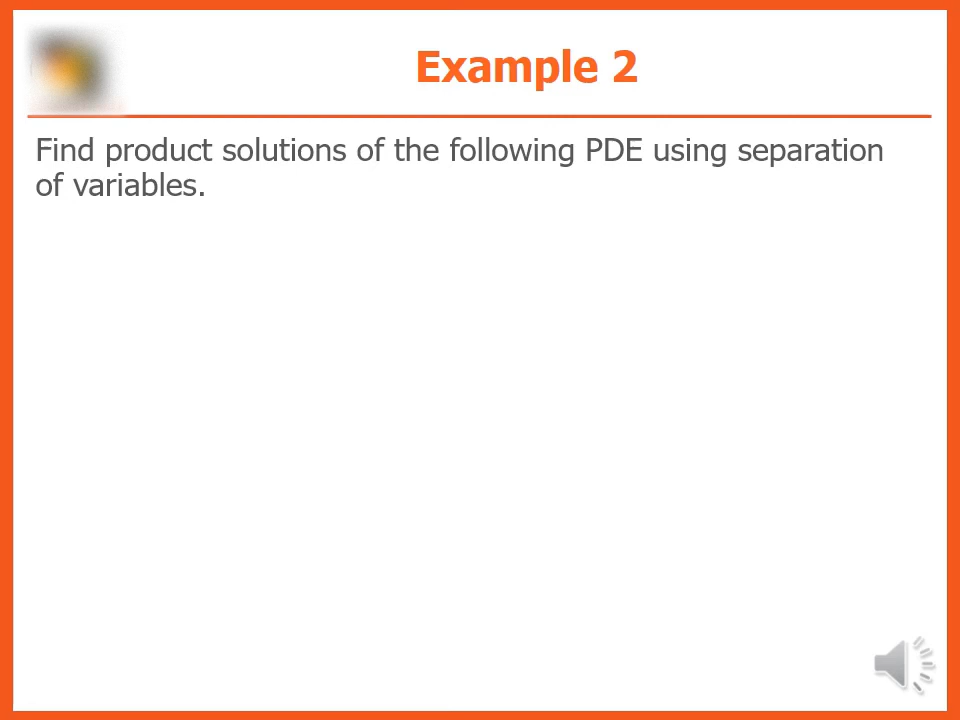 Example 2
Find product solutions of the following PDE using separation
of variables.